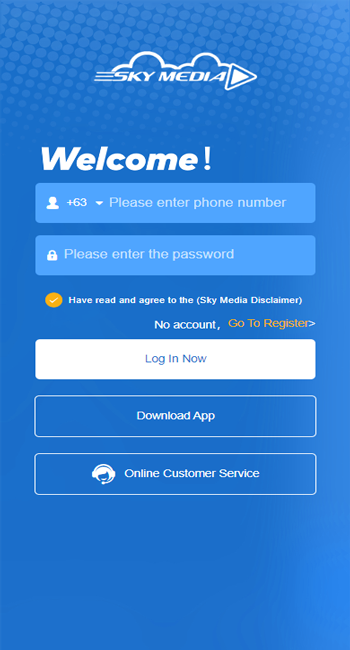 SKY MEDIA
Welcome!
+63 Please enter phone number
Please enter the password
Have read and agree to the (Sky Media Disclaimer)
No account, Go To Register>
Log In Now
Download App
Online Customer Service